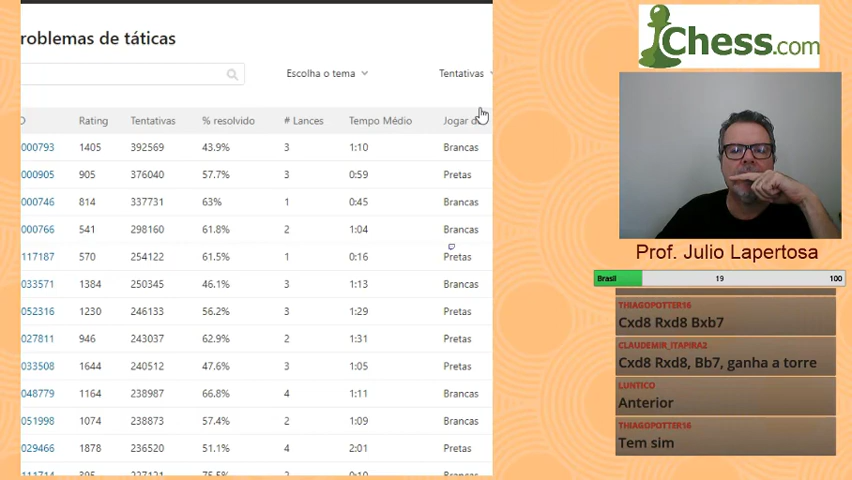 roblemas de táticas
Escolha o tema
Tentativas
Rating Tentativas % resolvido # Lances Tempo Médio Jogar d
000793 1405 392569 43.9% 3 1:10 Brancas
000905 905 376040 57.7% 3 0:59 Pretas
000746 814 337731 63% 1 0:45 Brancas
000766 541 298160 61.8% 2 1:04 Brancas
117187 570 254122 61.5% 1 0:16 Pretas
033571 1384 250345 46.1% 3 1:13 Brancas
052316 1230 246133 56.2% 3 1:29 Pretas
027811 946 243037 62.9% 2 1:31 Pretas
033508 1644 240512 47.6% 3 1:05 Pretas
048779 1164 238987 66.8% 4 1:11 Brancas
051998 1074 238873 57.4% 2 1:09 Brancas
029466 1878 236520 51.1% 4 2:01 Pretas
Chess.com
Prof. Julio Lapertosa
Brasil 19 100
THIAGOPOTTER16
Cxd8 Rxd8 Bxb7
CLAUDEMIR_ITAPIRA2
Cxd8 Rxd8, Bb7, ganha a torre
LUNTICO
Anterior
THIAGOPOTTER16
Tem sim